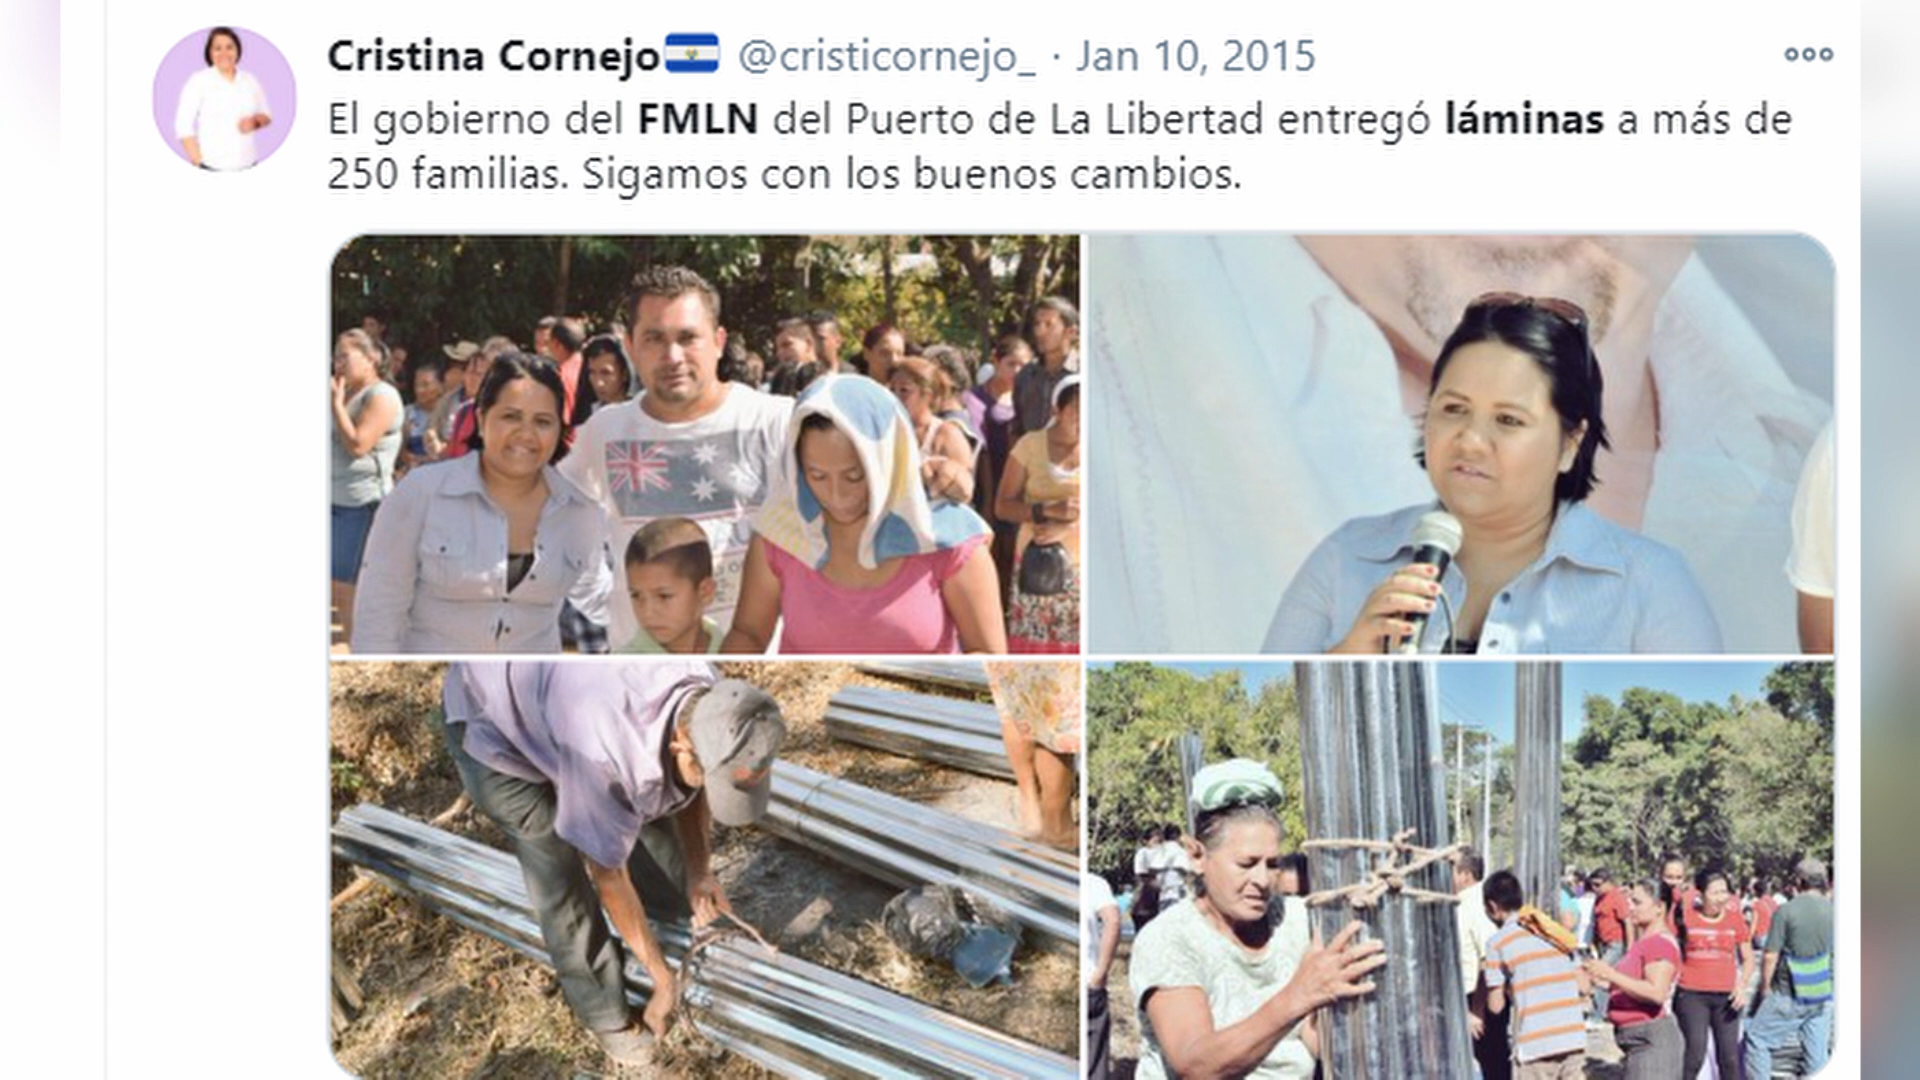 Cristina Cornejo @cristicornejo_ · Jan 10, 2015
El gobierno del FMLN del Puerto de La Libertad entregó láminas a más de
250 familias. Sigamos con los buenos cambios.